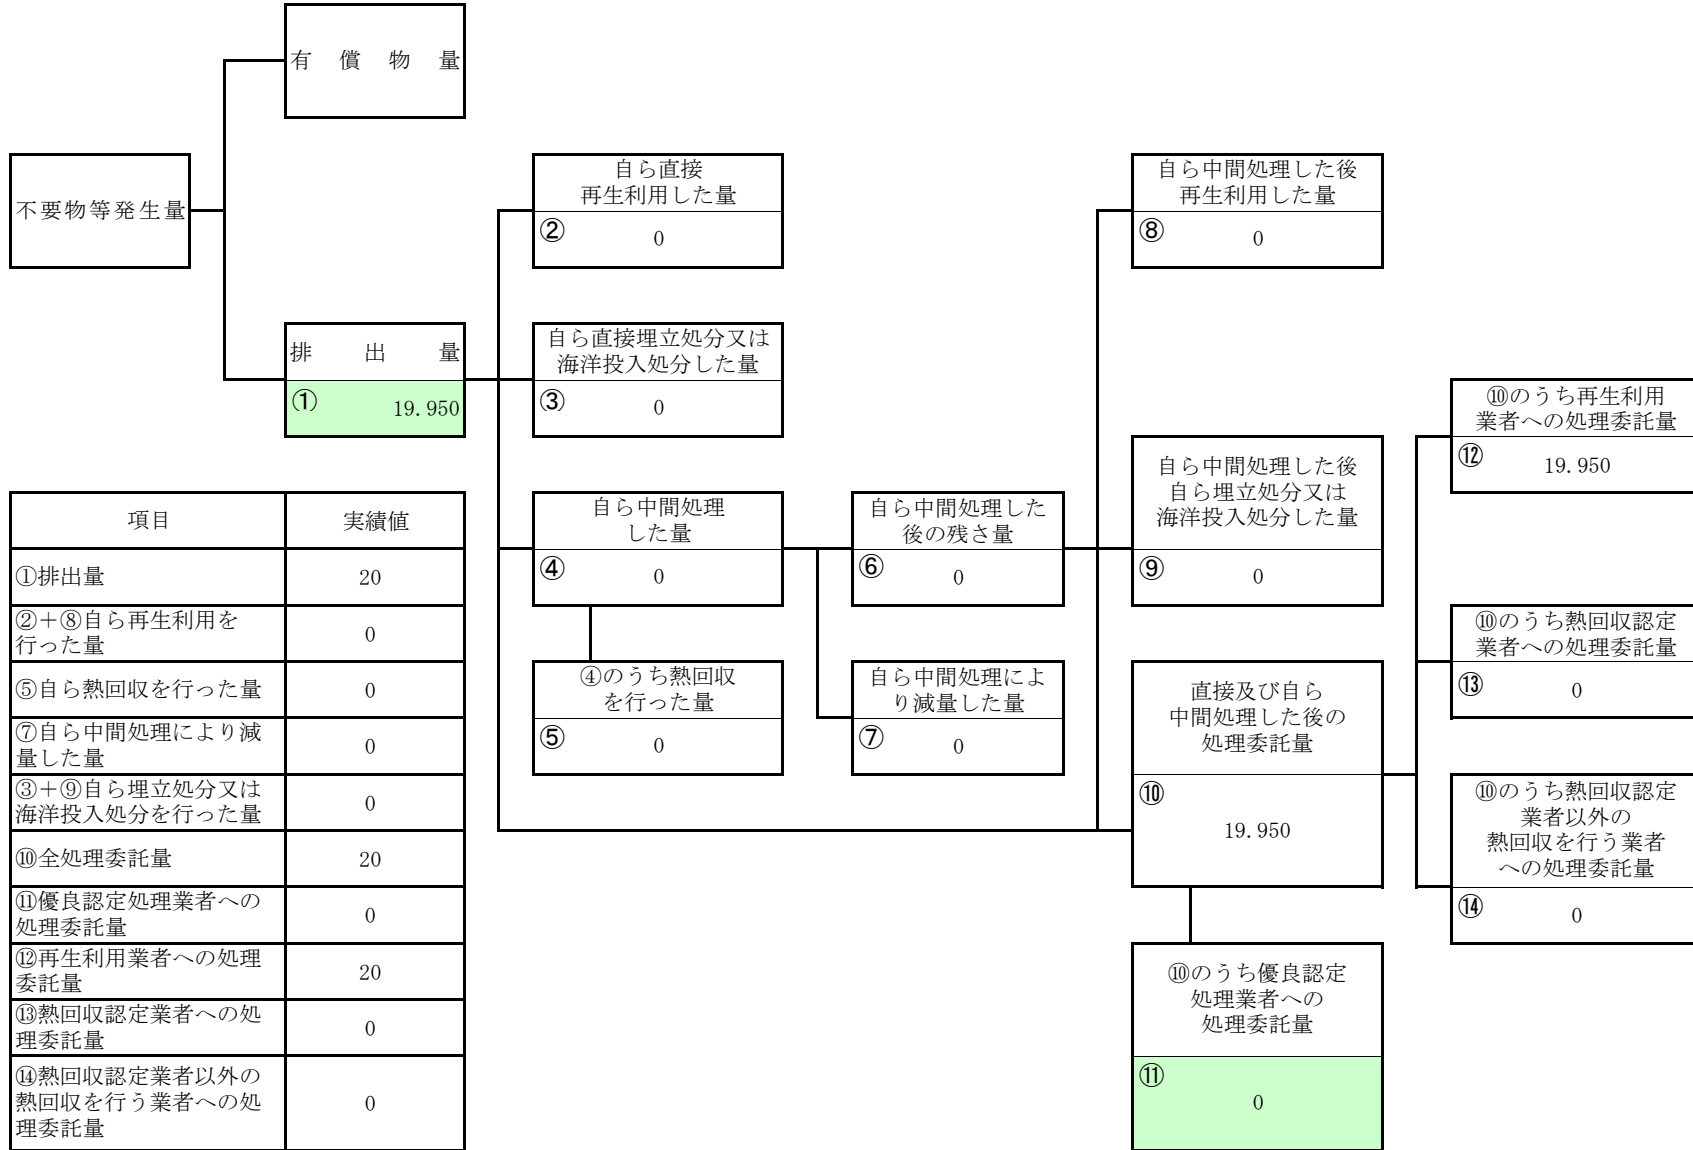 有償物量
不要物等発生量
排出量
①
19.950
自ら直接
再生利用した量
②
0
自ら直接埋立処分又は
海洋投入処分した量
③
0
自ら中間処理
した量
④
0
④のうち熱回収
を行った量
⑤
0
自ら中間処理した
後の残さ量
⑥
0
自ら中間処理によ
り減量した量
⑦
0
自ら中間処理した後
再生利用した量
⑧
0
自ら中間処理した後
自ら埋立処分又は
海洋投入処分した量
⑨
0
直接及び自ら
中間処理した後の
処理委託量
⑩
19.950
⑩のうち優良認定
処理業者への
処理委託量
⑪
0
⑩のうち再生利用
業者への処理委託量
⑫
19.950
⑩のうち熱回収認定
業者への処理委託量
⑬
0
⑩のうち熱回収認定
業者以外の
熱回収を行う業者
への処理委託量
⑭
0
項目 実績値
①排出量 20
②＋⑧自ら再生利用を
行った量 0
⑤自ら熱回収を行った量 0
⑦自ら中間処理により減
量した量 0
③＋⑨自ら埋立処分又は
海洋投入処分を行った量 0
⑩全処理委託量 20
⑪優良認定処理業者への
処理委託量 0
⑫再生利用業者への処理
委託量 20
⑬熱回収認定業者への処
理委託量 0
⑭熱回収認定業者以外の
熱回収を行う業者への処
理委託量 0